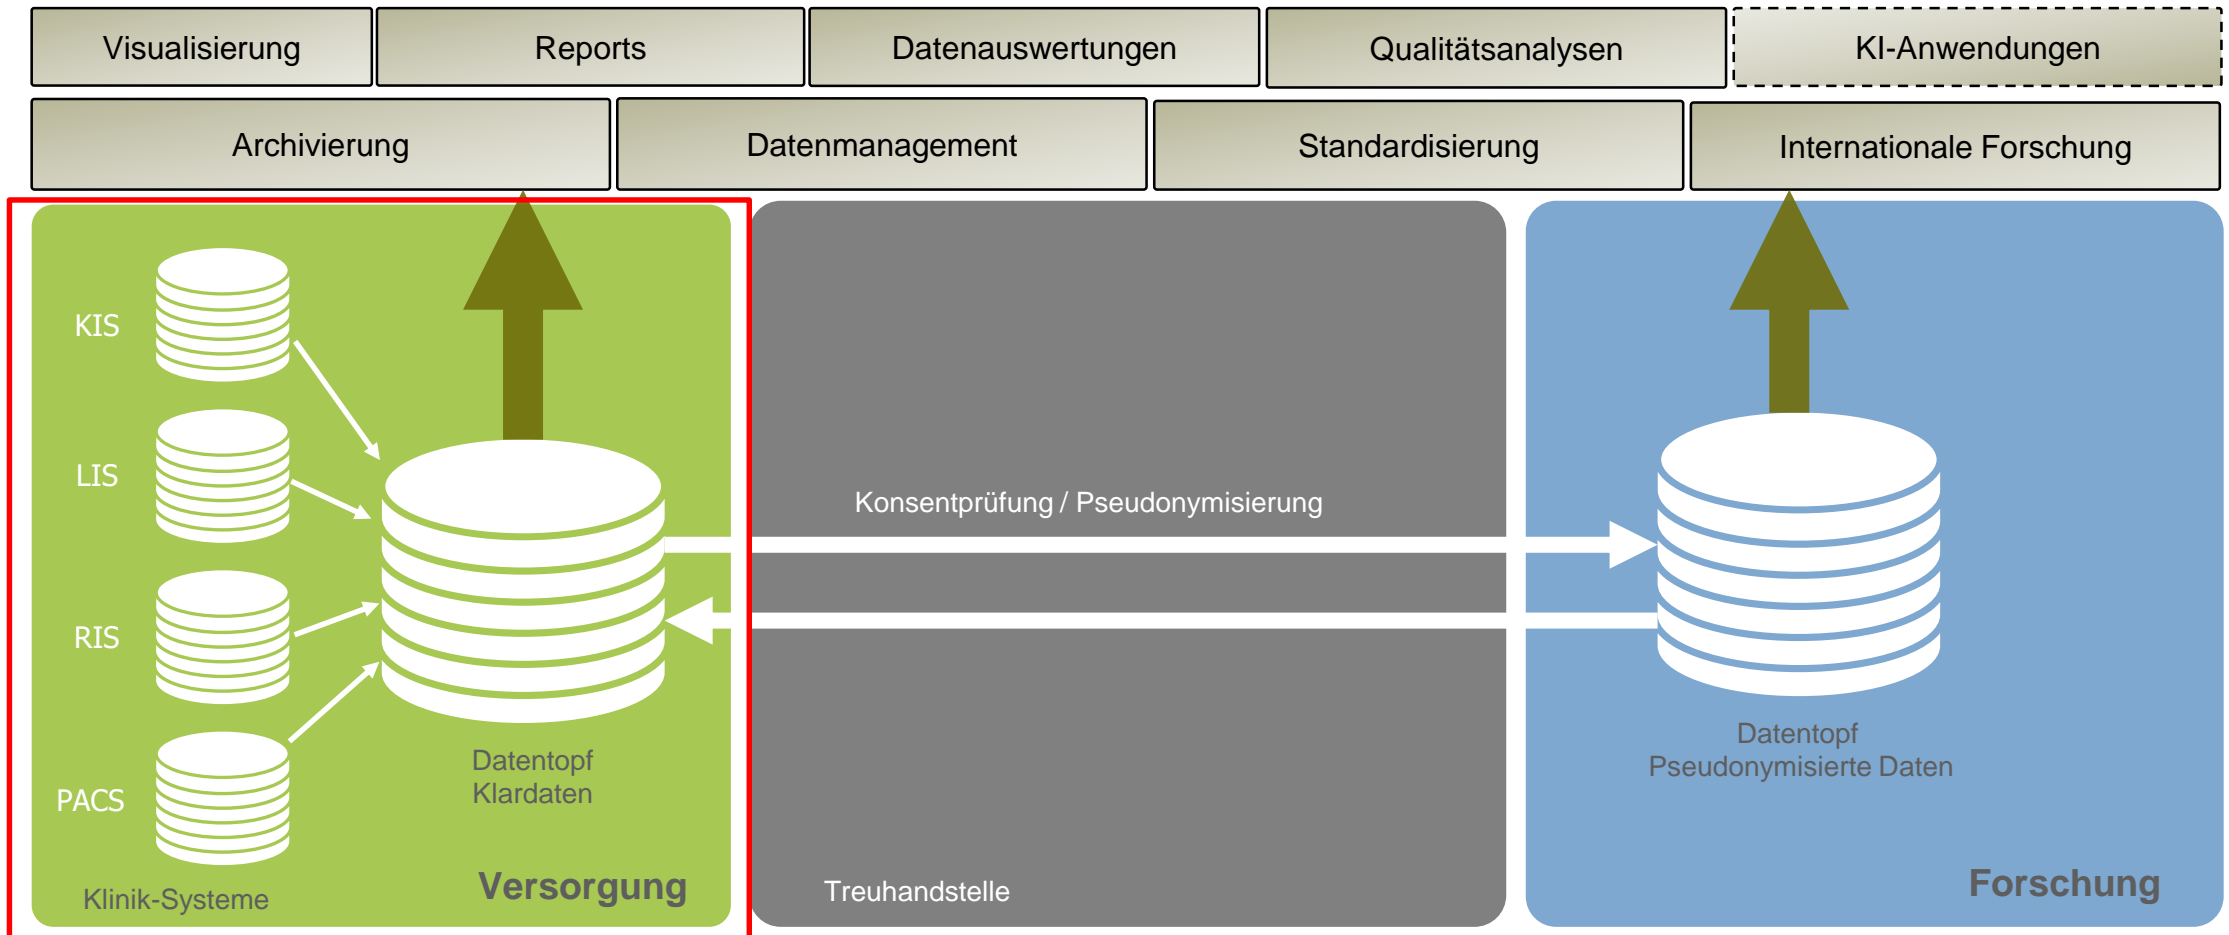 Visualisierung
Reports
Datenauswertungen
Qualitätsanalysen
KI-Anwendungen
Archivierung
Datenmanagement
Standardisierung
Internationale Forschung
KIS
LIS
RIS
PACS
Klinik-Systeme
Datentopf
Klardaten
Versorgung
Konsentprüfung / Pseudonymisierung
Treuhandstelle
Datentopf
Pseudonymisierte Daten
Forschung